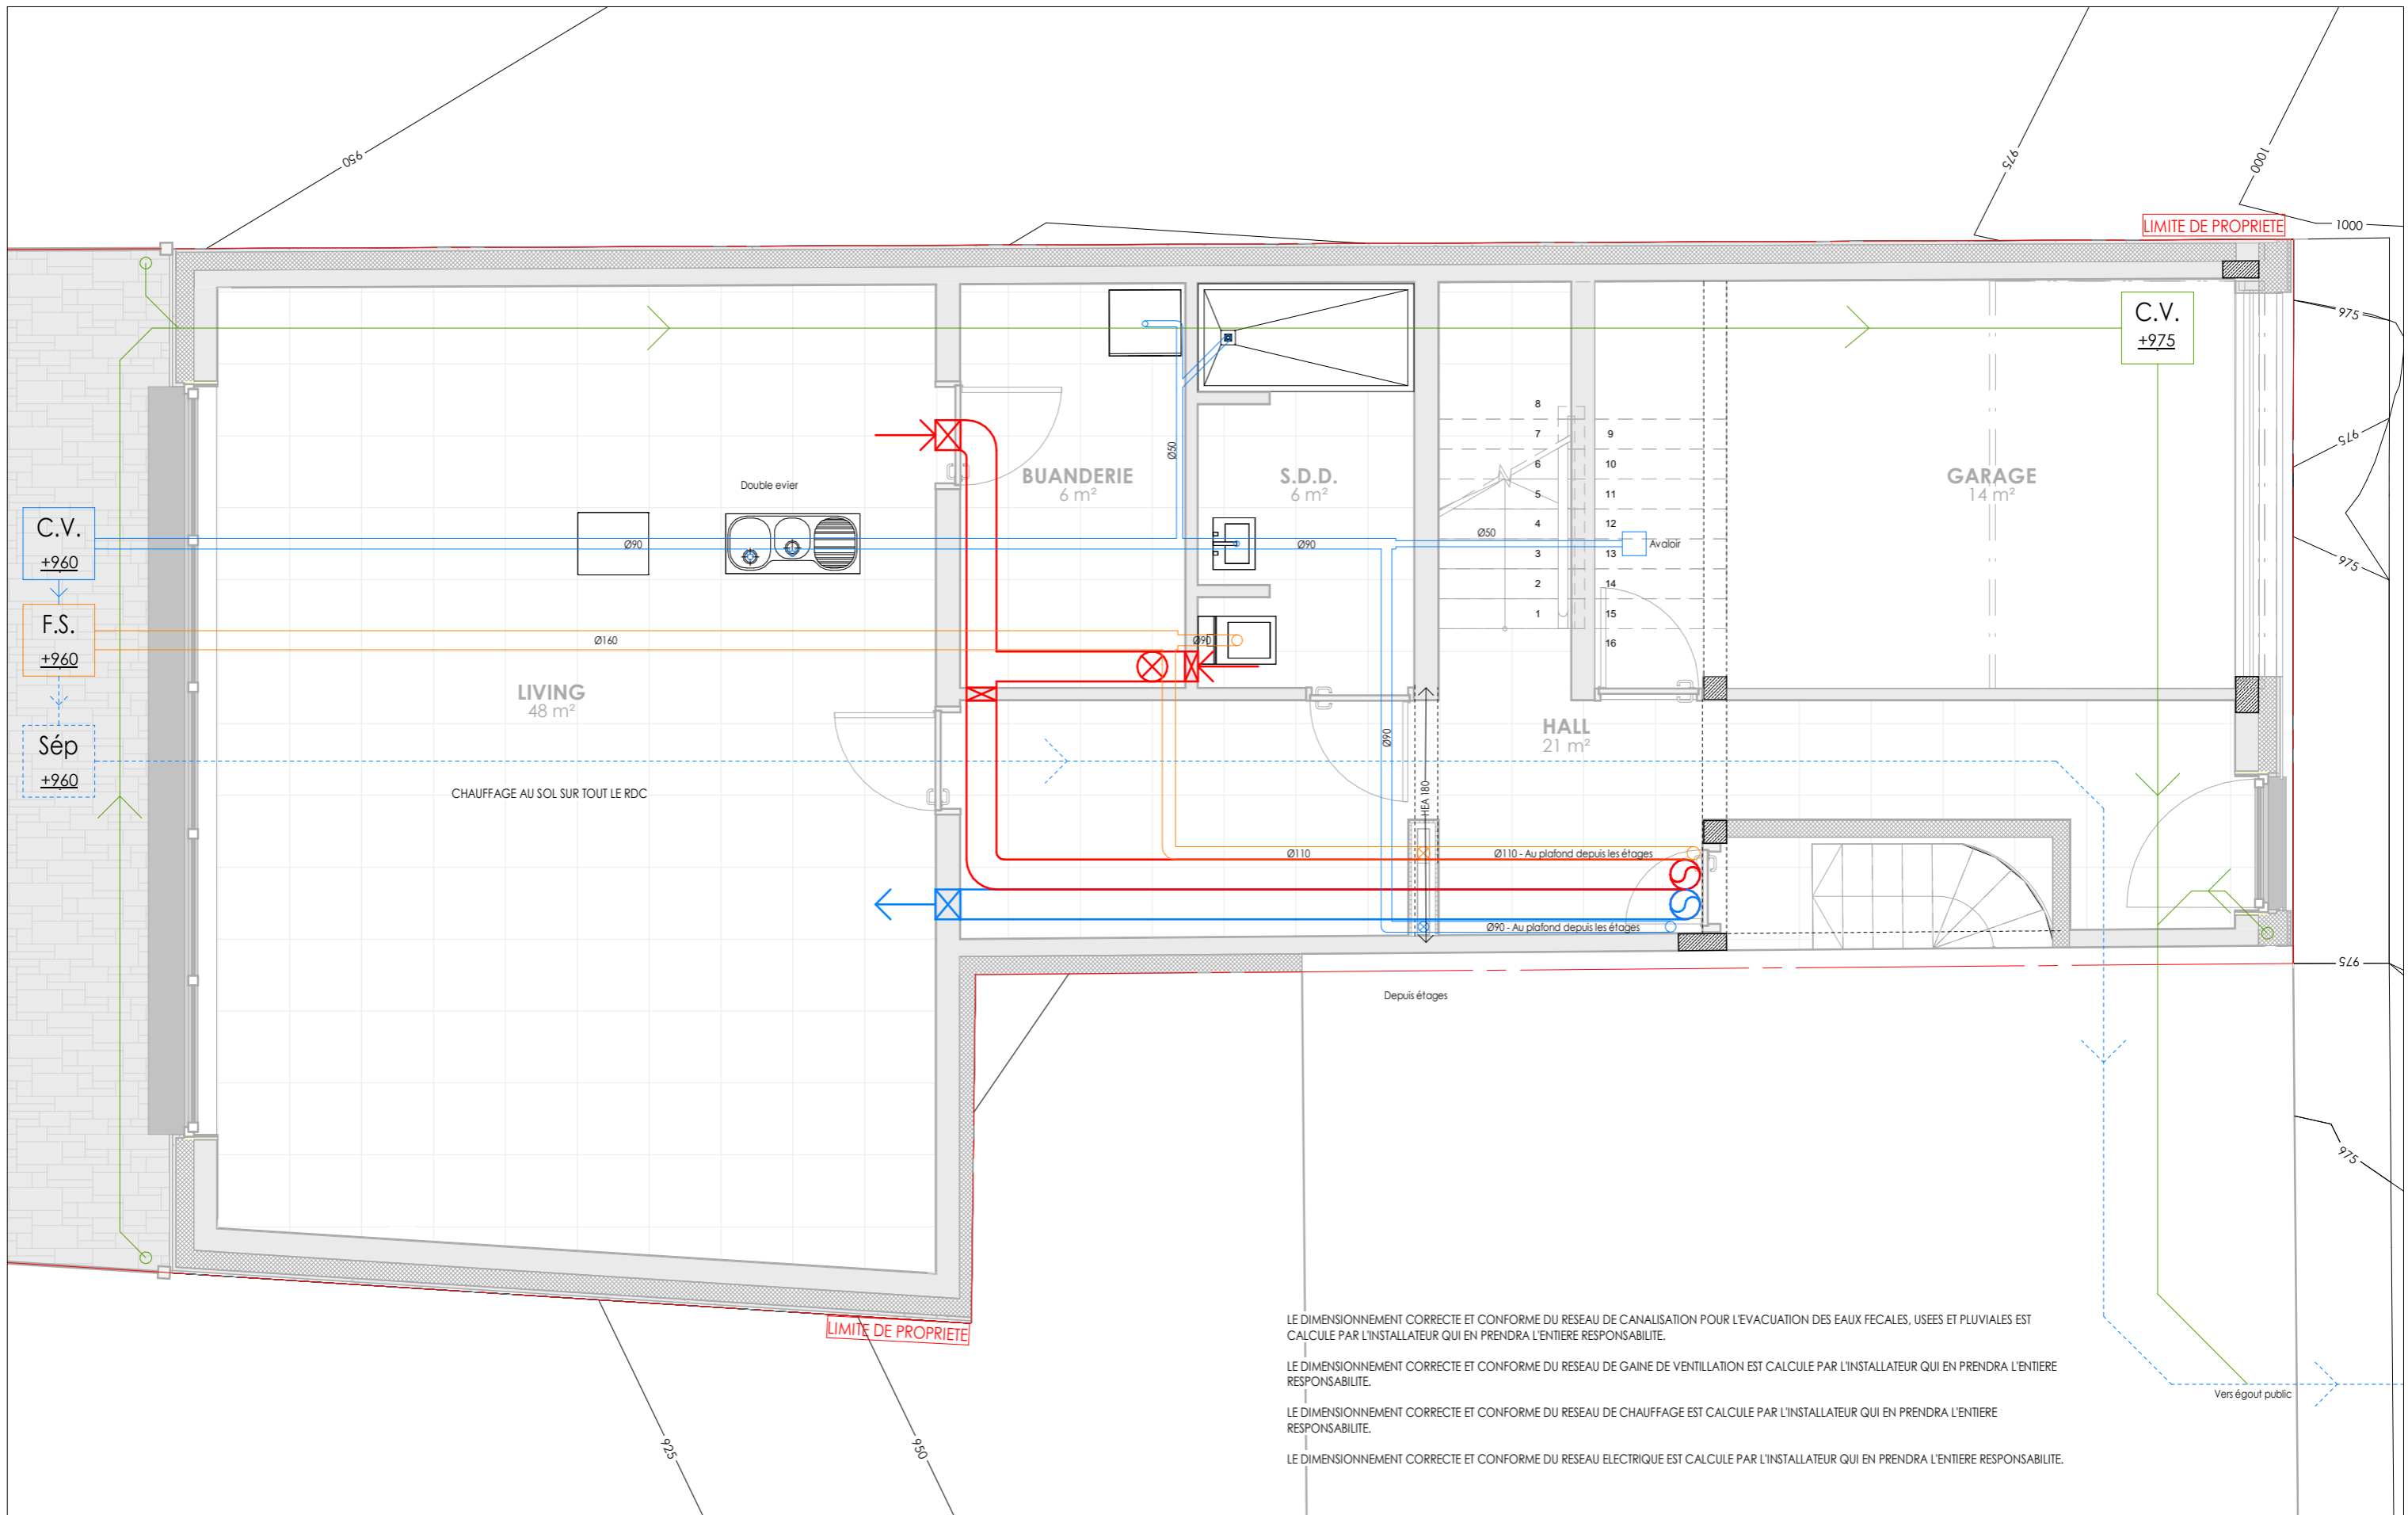 950
975
1000
1000
LIMITE DE PROPRIETE
C.V.
+975
975
975
975
BUANDERIE
6 m²
S.D.D.
6 m²
GARAGE
14 m²
Ø50
Double evier
8
7
6
5
4
3
2
1
9
10
11
12
13
14
15
16
C.V.
+960
Ø90
Ø90
Ø50
Avaloir
F.S.
+960
Ø160
Ø90
LIVING
48 m²
HALL
21 m²
Ø90
Sép
+960
CHAUFFAGE AU SOL SUR TOUT LE RDC
HEA 180
Ø110
Ø110 - Au plafond depuis les étages
Ø90 - Au plafond depuis les étages
975
Depuis étages
975
LIMITE DE PROPRIETE
LE DIMENSIONNEMENT CORRECTE ET CONFORME DU RESEAU DE CANALISATION POUR L'EVACUATION DES EAUX FECALES, USEES ET PLUVIALES EST
CALCULE PAR L'INSTALLATEUR QUI EN PRENDRA L'ENTIERE RESPONSABILITE.
LE DIMENSIONNEMENT CORRECTE ET CONFORME DU RESEAU DE GAINE DE VENTILLATION EST CALCULE PAR L'INSTALLATEUR QUI EN PRENDRA L'ENTIERE
RESPONSABILITE.
Vers égout public
LE DIMENSIONNEMENT CORRECTE ET CONFORME DU RESEAU DE CHAUFFAGE EST CALCULE PAR L'INSTALLATEUR QUI EN PRENDRA L'ENTIERE
RESPONSABILITE.
LE DIMENSIONNEMENT CORRECTE ET CONFORME DU RESEAU ELECTRIQUE EST CALCULE PAR L'INSTALLATEUR QUI EN PRENDRA L'ENTIERE RESPONSABILITE.
925
950